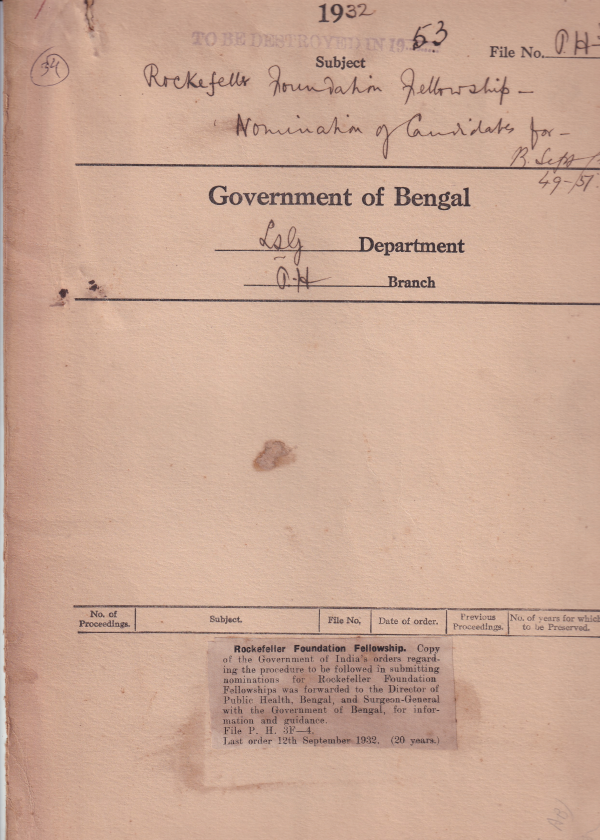 1932
TO BE DESTROYED IN 19
53
File No. P.H-
54
Subject
Rockefeller Foundation Fellowship –
Nomination of Candidates for –
B. Sept
49-51
Government of Bengal
LSG Department
P.H Branch
No. of Proceedings. Subject. File No. Date of order. Previous Proceedings. No. of years for which to be Preserved.
Rockefeller Foundation Fellowship. Copy
of the Government of India's orders regard-
ing the procedure to be followed in submitting
nominations for Rockefeller Foundation
Fellowships was forwarded to the Director of
Public Health, Bengal, and Surgeon-General
with the Government of Bengal, for infor-
mation and guidance.
File P. H. 3F—4.
Last order 12th September 1932. (20 years.)